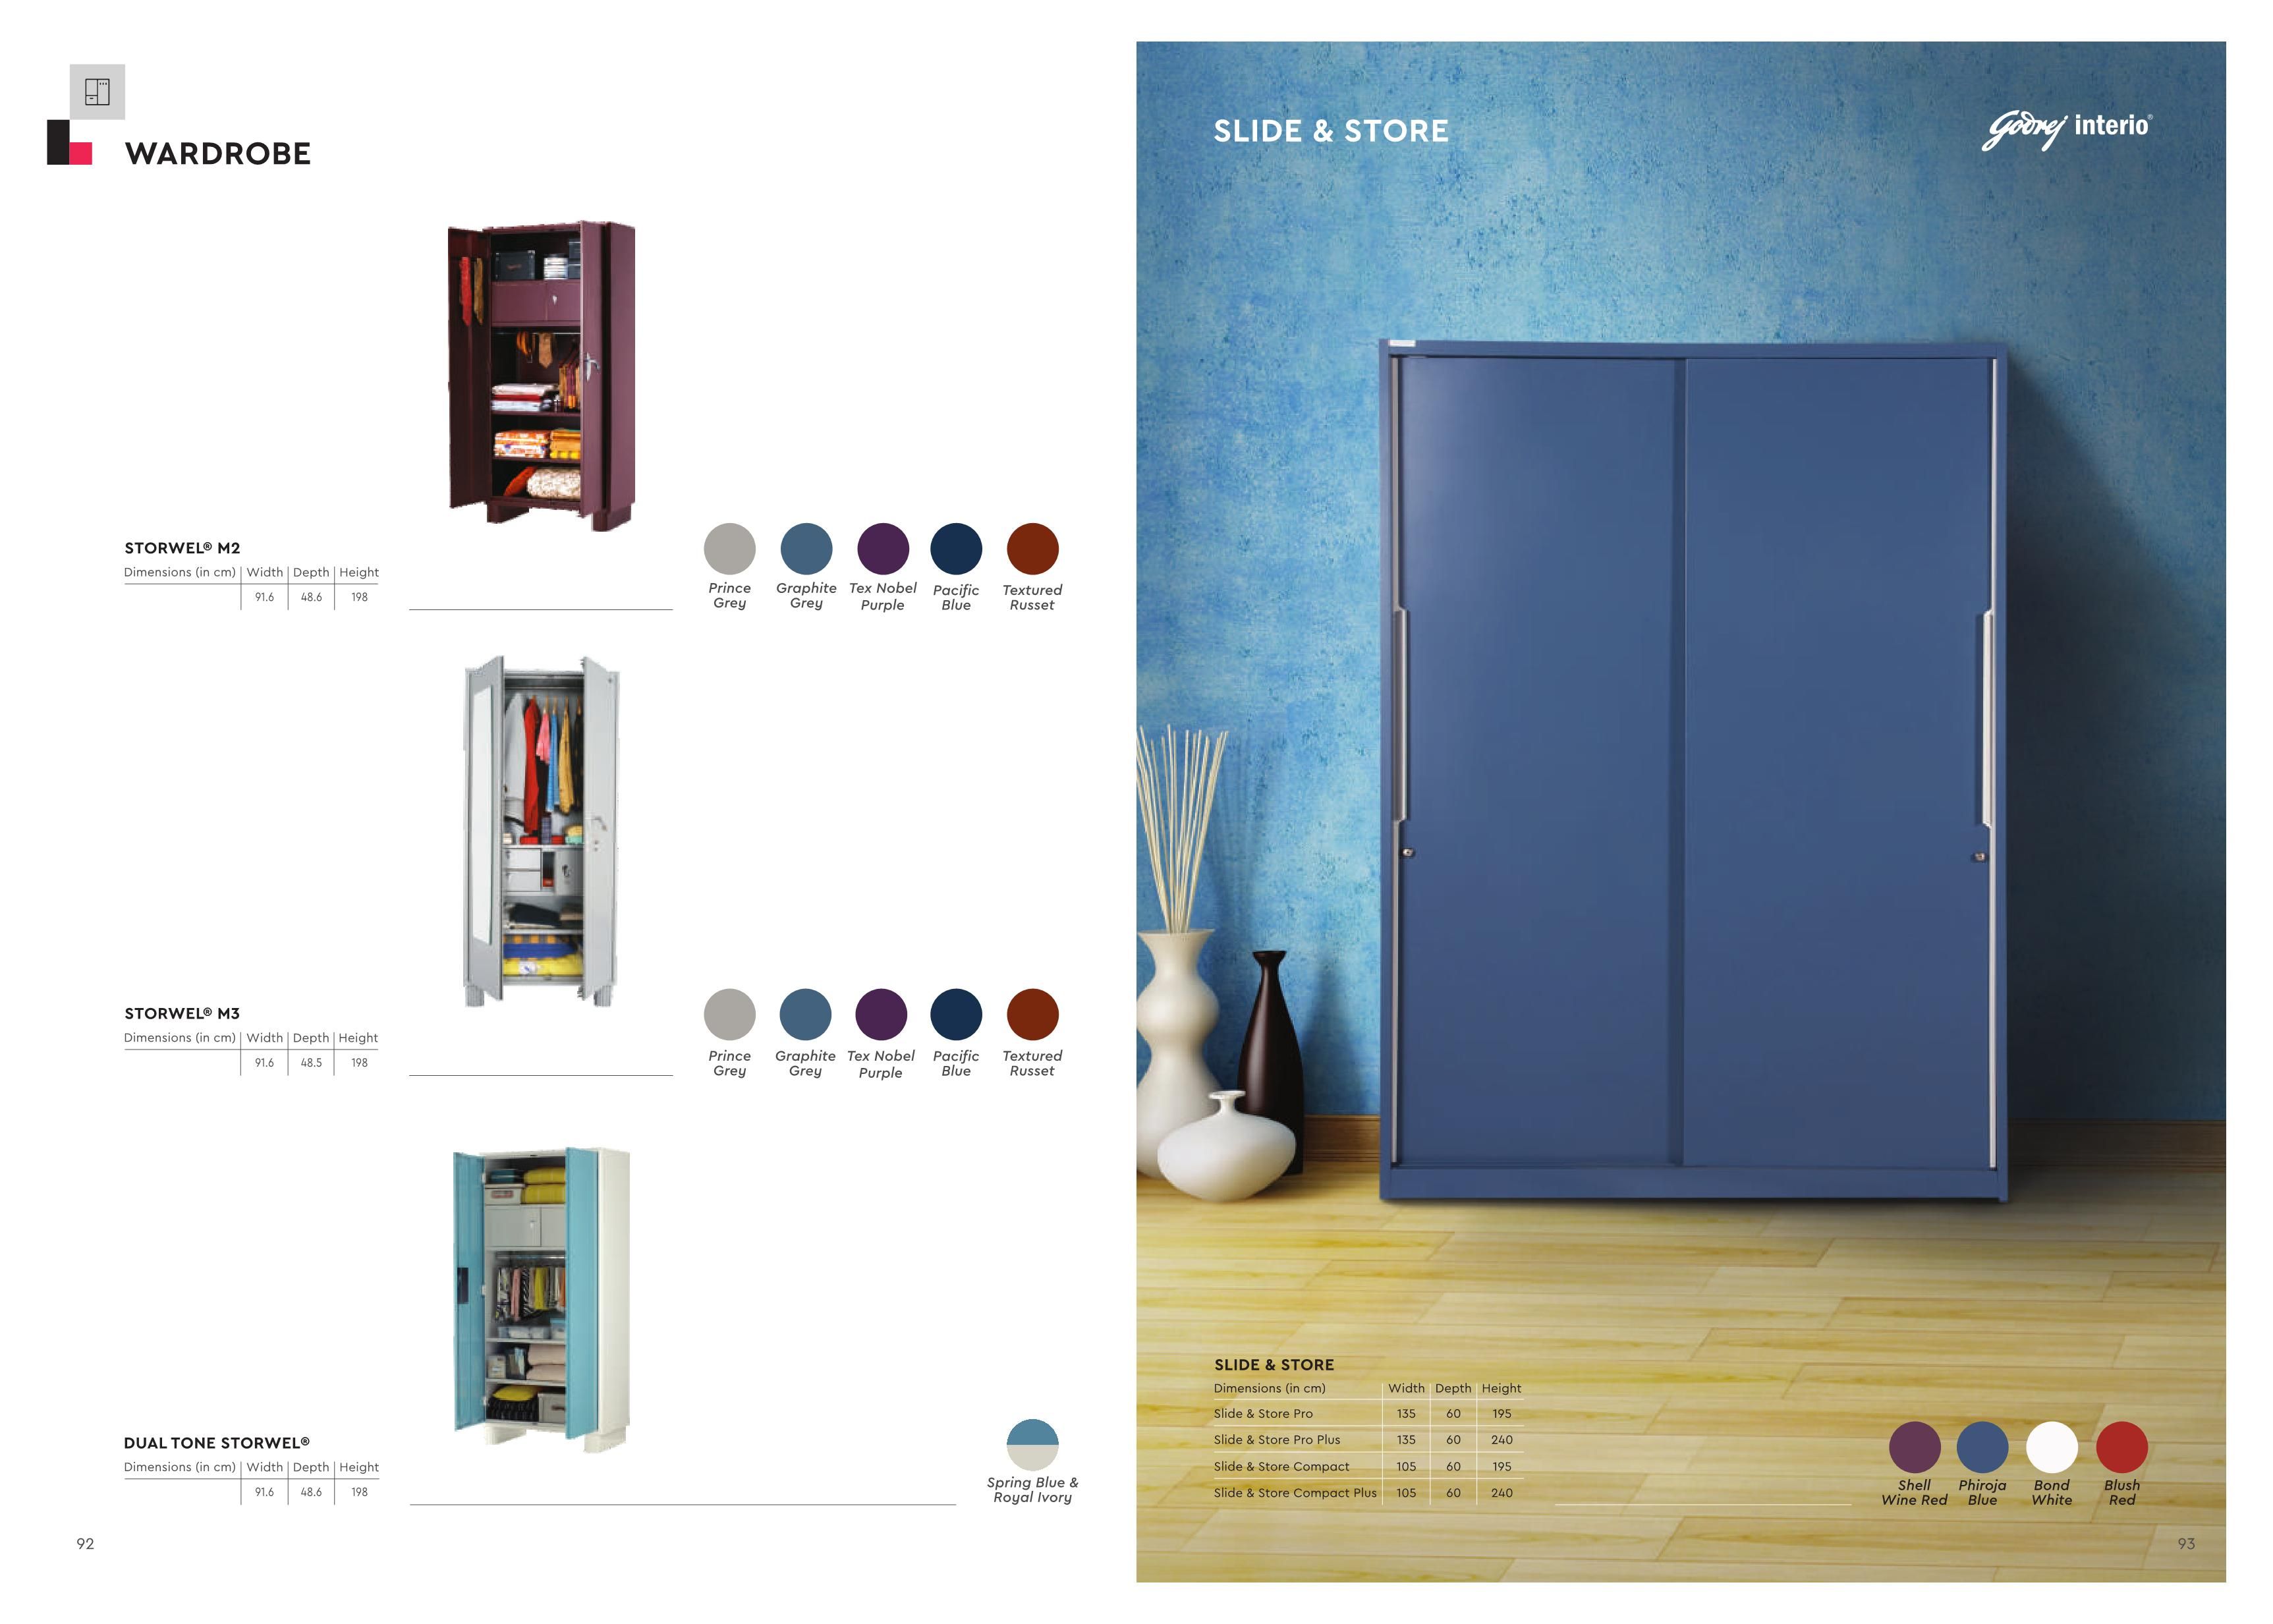 WARDROBE
STORWEL® M2
Dimensions (in cm) Width Depth Height
91.6 48.6 198
Prince Grey
Graphite Grey
Tex Nobel Purple
Pacific Blue
Textured Russet
STORWEL® M3
Dimensions (in cm) Width Depth Height
91.6 48.5 198
Prince Grey
Graphite Grey
Tex Nobel Purple
Pacific Blue
Textured Russet
DUAL TONE STORWEL®
Dimensions (in cm) Width Depth Height
91.6 48.6 198
Spring Blue &
Royal Ivory
92
SLIDE & STORE
Godrej interio®
SLIDE & STORE
Dimensions (in cm) Width Depth Height
Slide & Store Pro 135 60 195
Slide & Store Pro Plus 135 60 240
Slide & Store Compact 105 60 195
Slide & Store Compact Plus 105 60 240
Shell Wine Red
Phiroja Blue
Bond White
Blush Red
93